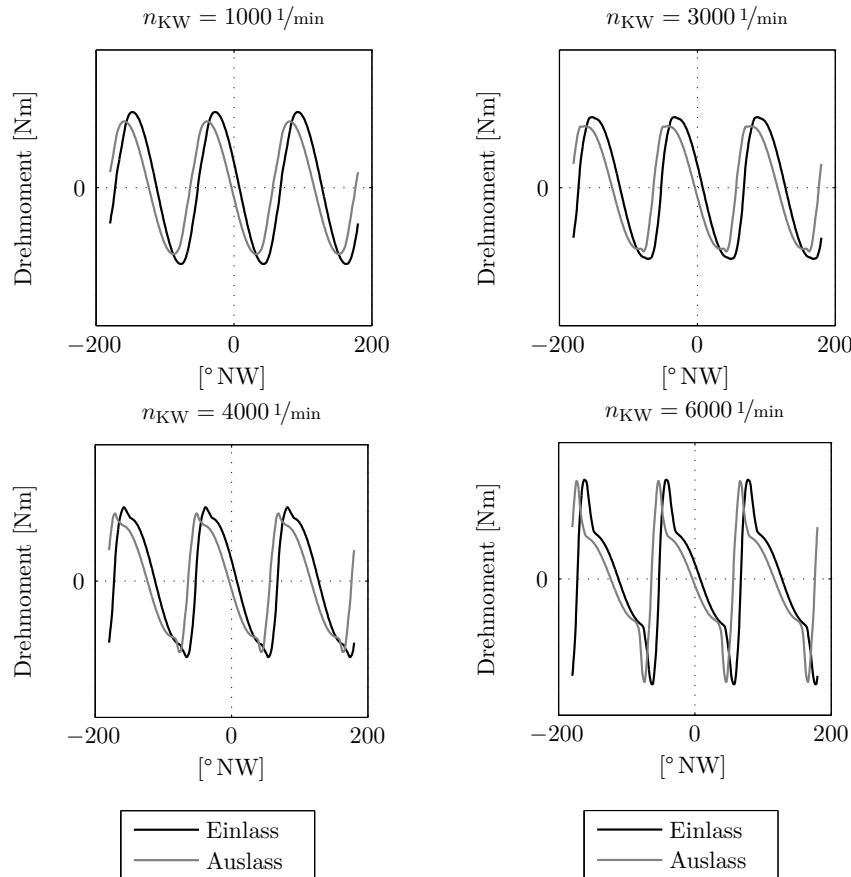 n_KW = 1000 1/min
Drehmoment [Nm]
0
−200 0 200
[° NW]
n_KW = 3000 1/min
Drehmoment [Nm]
0
−200 0 200
[° NW]
n_KW = 4000 1/min
Drehmoment [Nm]
0
−200 0 200
[° NW]
n_KW = 6000 1/min
Drehmoment [Nm]
0
−200 0 200
[° NW]
Einlass
Auslass
Einlass
Auslass